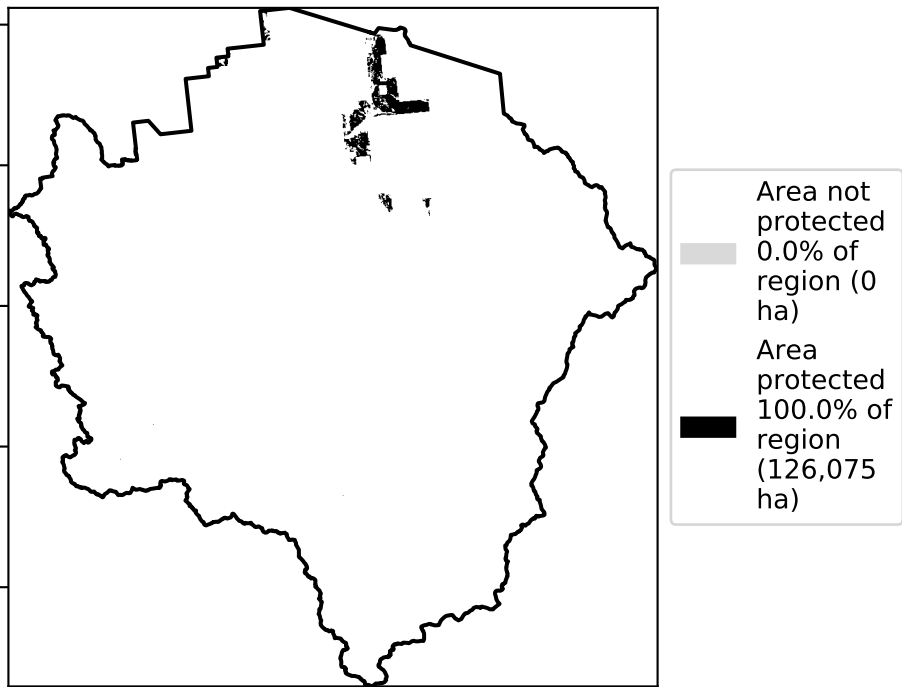 Area not
protected
0.0% of
region (0
ha)
Area
protected
100.0% of
region
(126,075
ha)